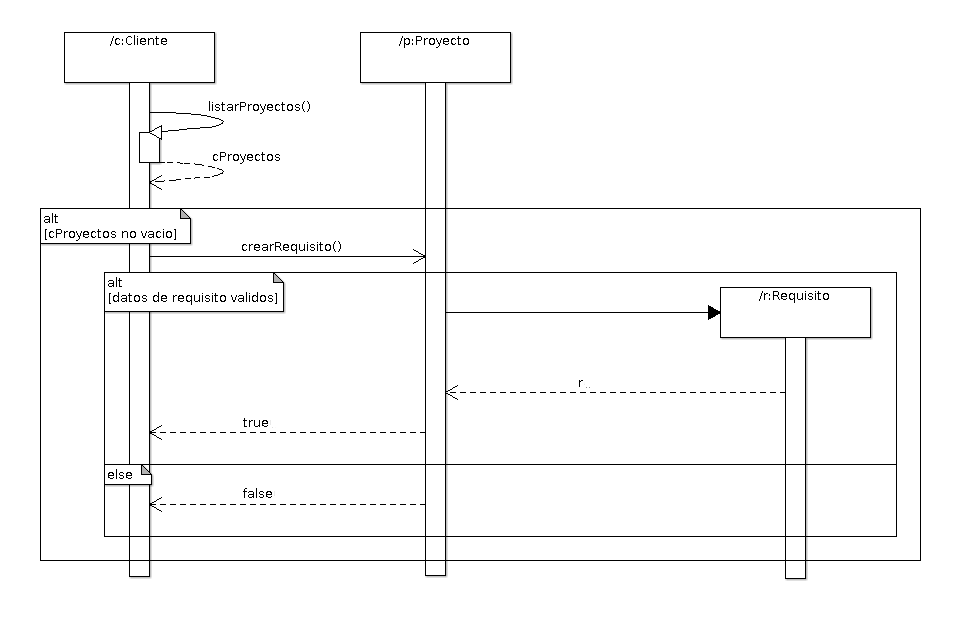 /c:Cliente
/p:Proyecto
listarProyectos()
cProyectos
alt
[cProyectos no vacio]
crearRequisito()
alt
[datos de requisito validos]
/r:Requisito
r
true
else
false